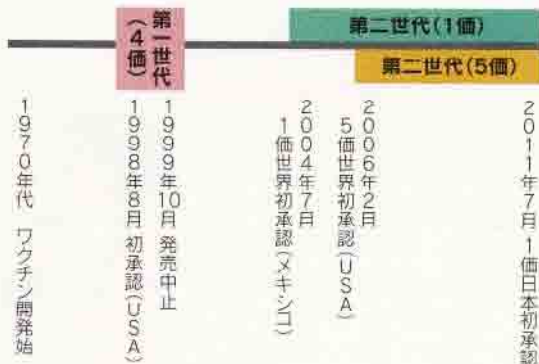 第一世代
(4価)
第二世代(1価)
第二世代(5価)
1970年代 ワクチン開発始
1998年8月 初承認(USA)
1999年10月 発売中止
2004年7月
1価世界初承認(メキシコ)
2006年2月
5価世界初承認(USA)
2011年7月 1価日本初承認